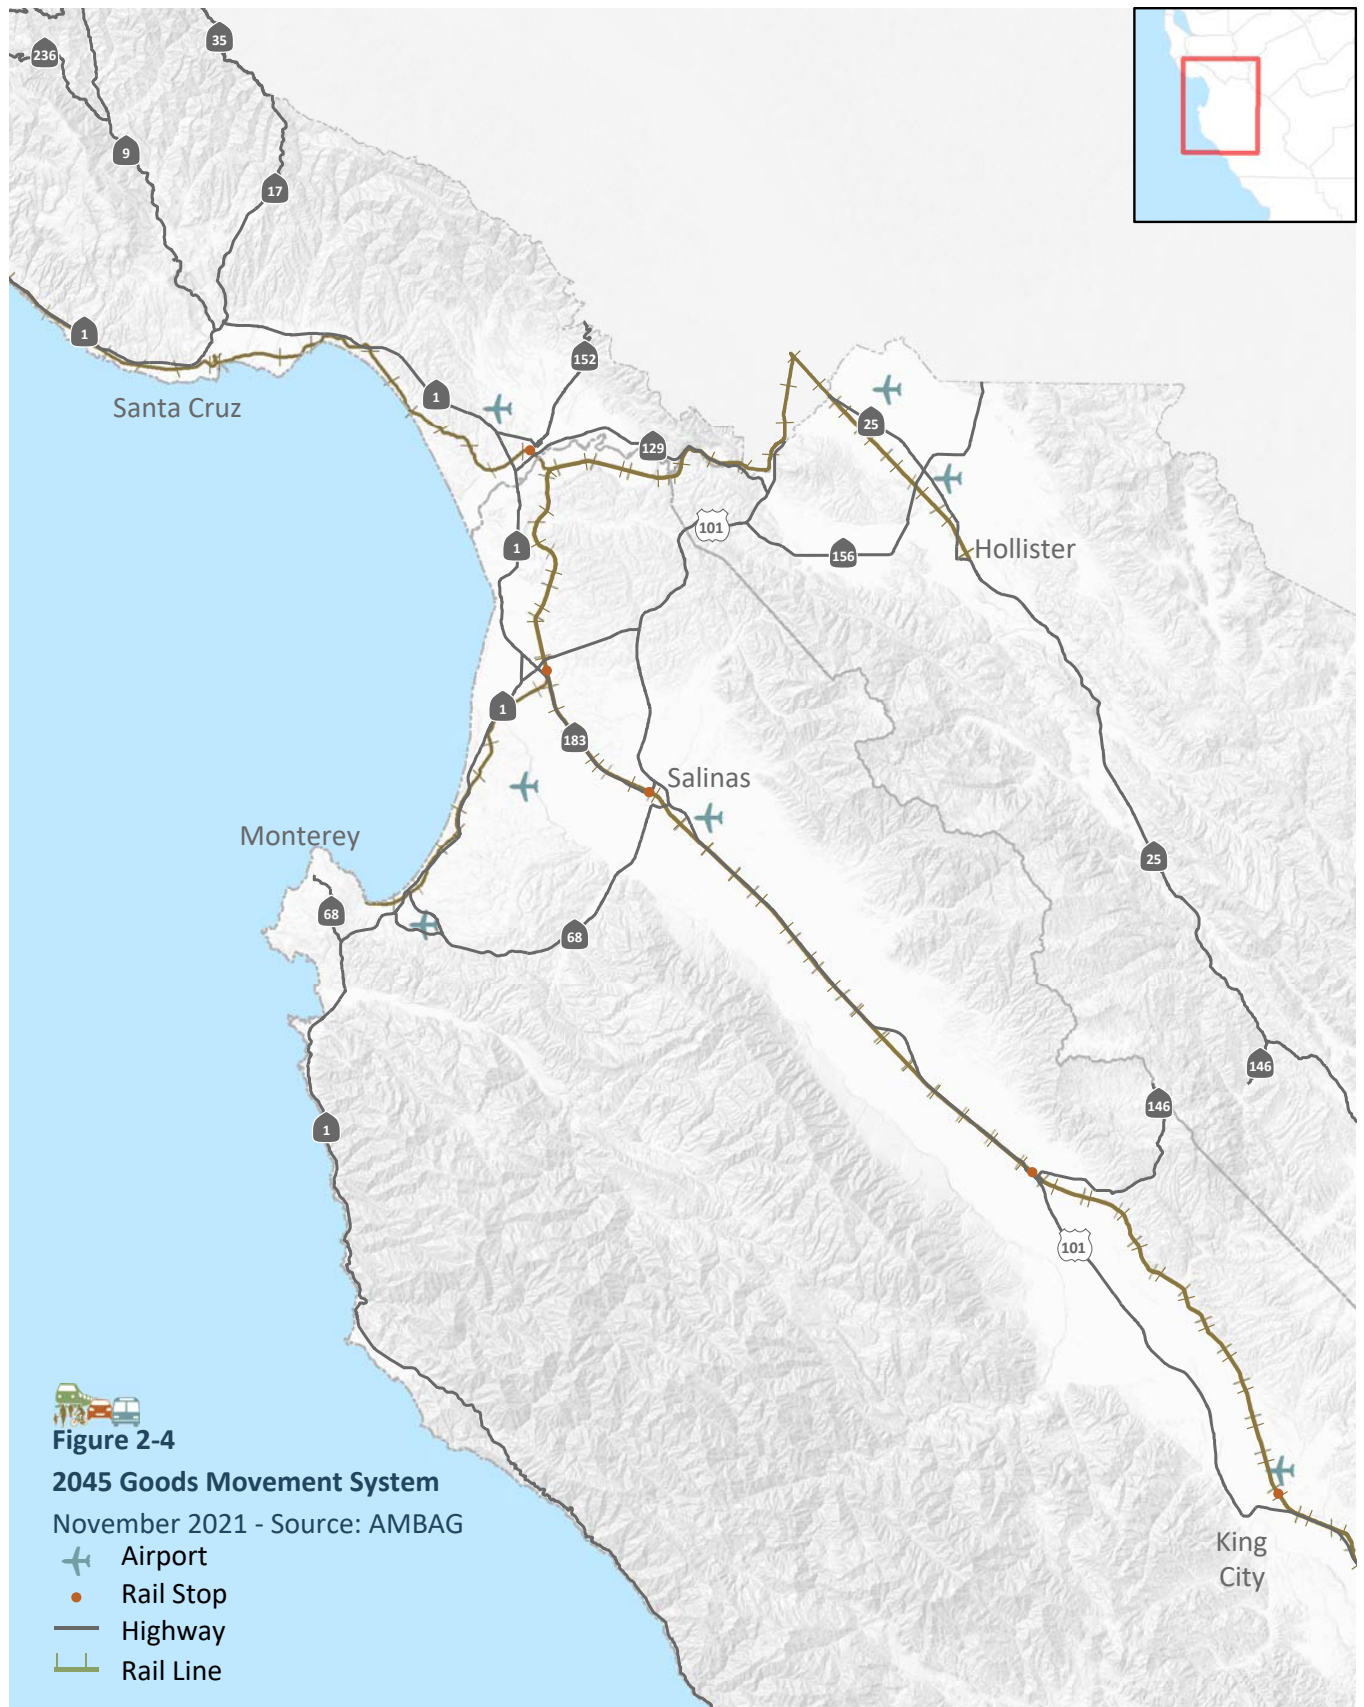 35
236
9
17
1
Santa Cruz
152
1
129
25
101
156
Hollister
1
1
183
Salinas
Monterey
68
68
25
146
146
1
101
King
City
Figure 2-4
2045 Goods Movement System
November 2021 - Source: AMBAG
Airport
Rail Stop
Highway
Rail Line